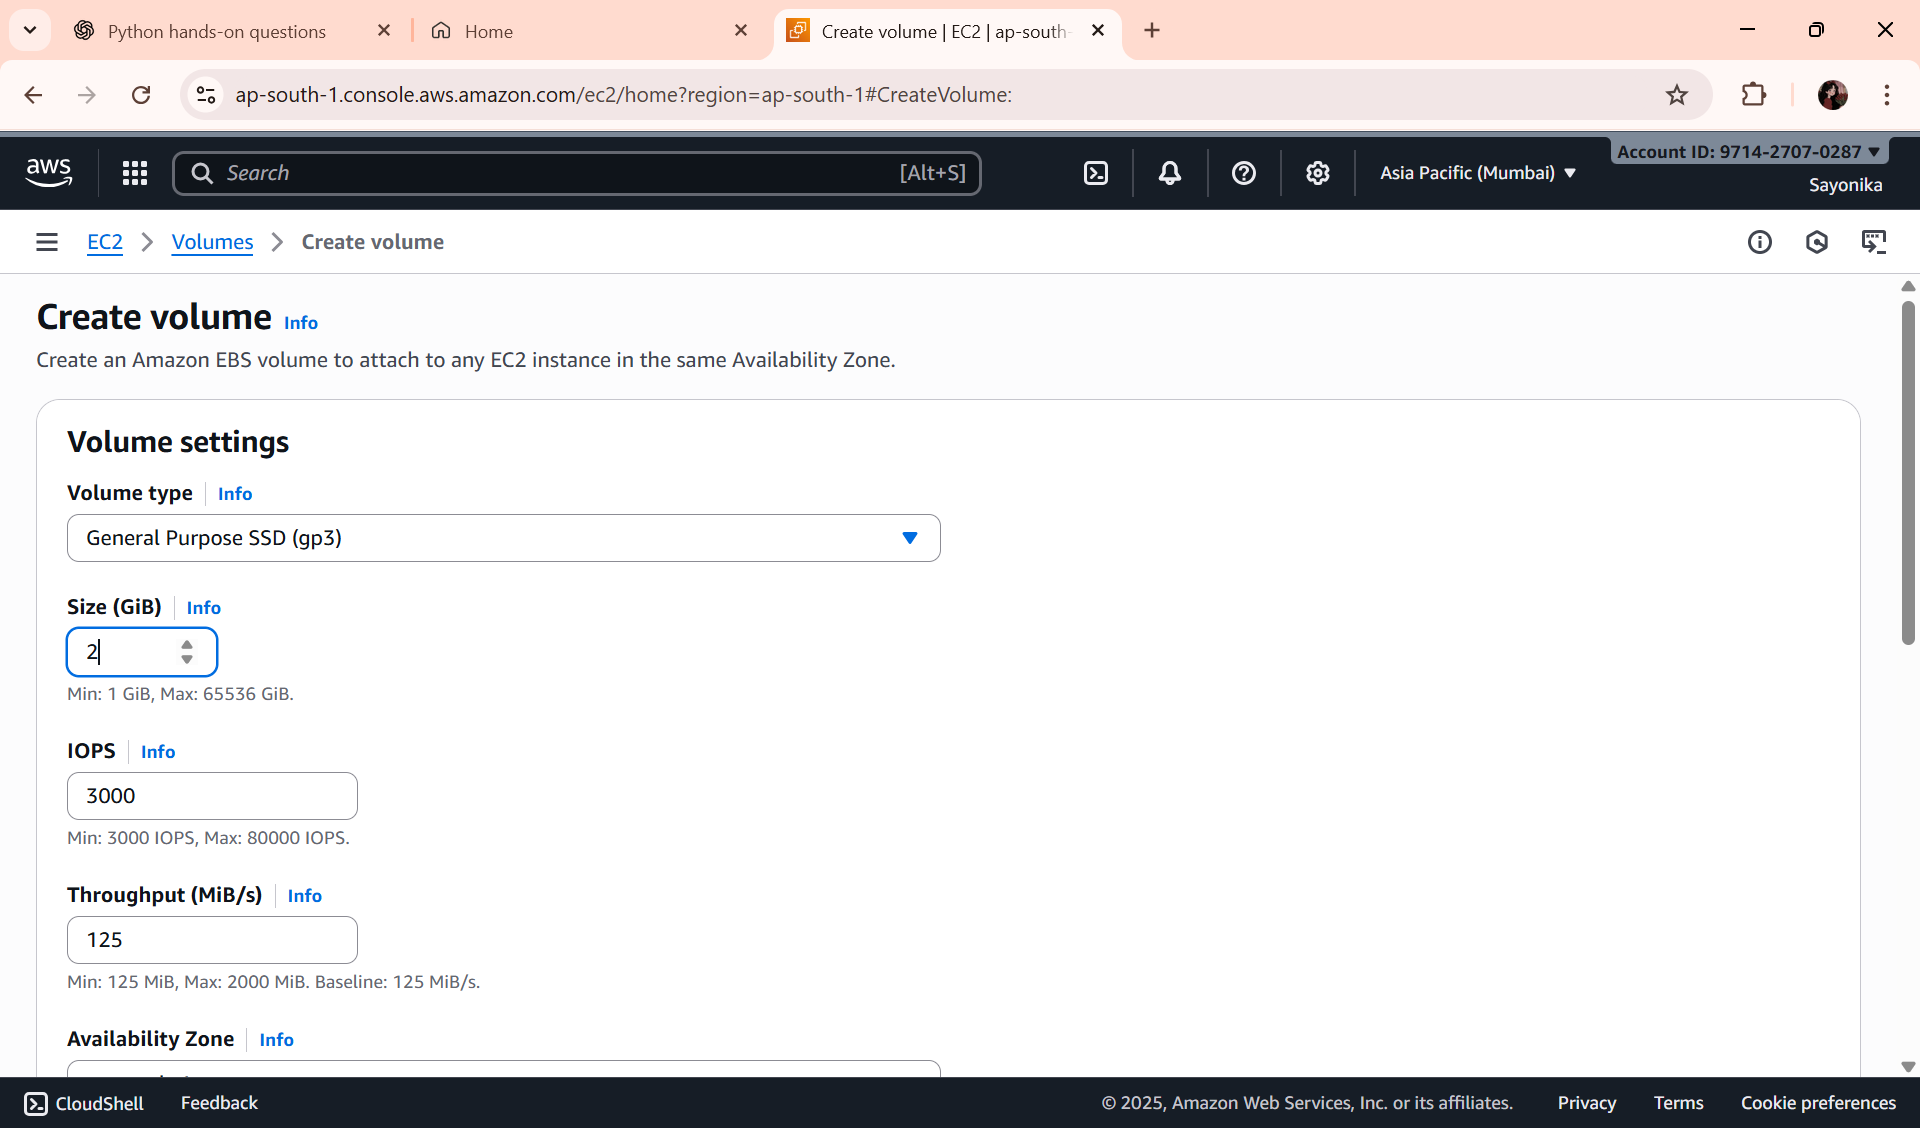 Python hands-on questions
Home
Create volume | EC2 | ap-south-
ap-south-1.console.aws.amazon.com/ec2/home?region=ap-south-1#CreateVolume:
aws
Search
[Alt+S]
Asia Pacific (Mumbai)
Account ID: 9714-2707-0287
Sayonika
EC2
Volumes
Create volume
Create volume Info
Create an Amazon EBS volume to attach to any EC2 instance in the same Availability Zone.
Volume settings
Volume type Info
General Purpose SSD (gp3)
Size (GiB) Info
2
Min: 1 GiB, Max: 65536 GiB.
IOPS Info
3000
Min: 3000 IOPS, Max: 80000 IOPS.
Throughput (MiB/s) Info
125
Min: 125 MiB, Max: 2000 MiB. Baseline: 125 MiB/s.
Availability Zone Info
CloudShell
Feedback
© 2025, Amazon Web Services, Inc. or its affiliates.
Privacy
Terms
Cookie preferences